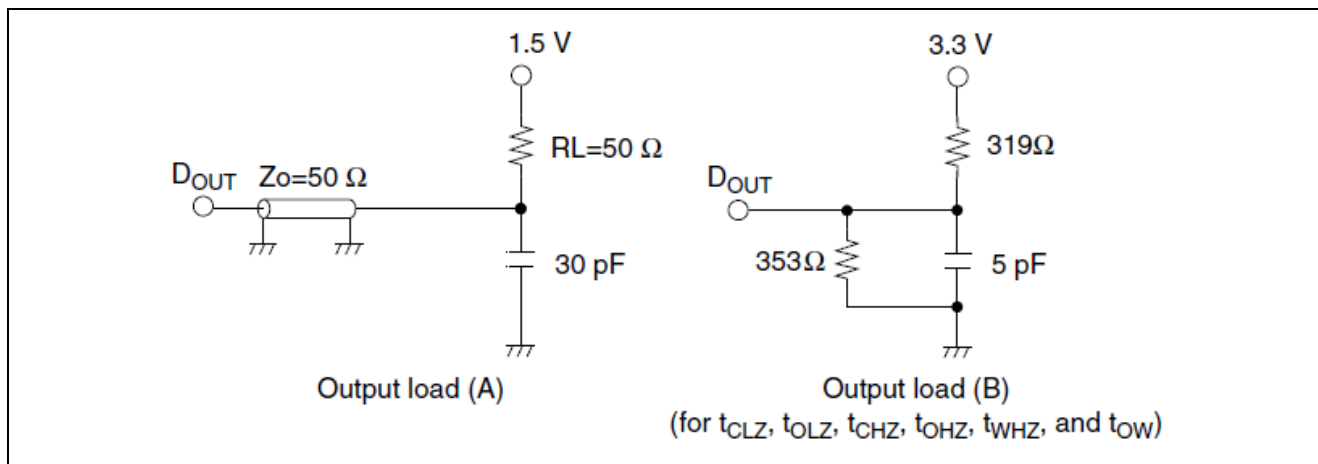 1.5 V
RL=50 Ω
DOUT Zo=50 Ω
30 pF
Output load (A)
3.3 V
319Ω
DOUT
353Ω
5 pF
Output load (B)
(for tCLZ, tOLZ, tCHZ, tOHZ, tWHZ, and tOW)